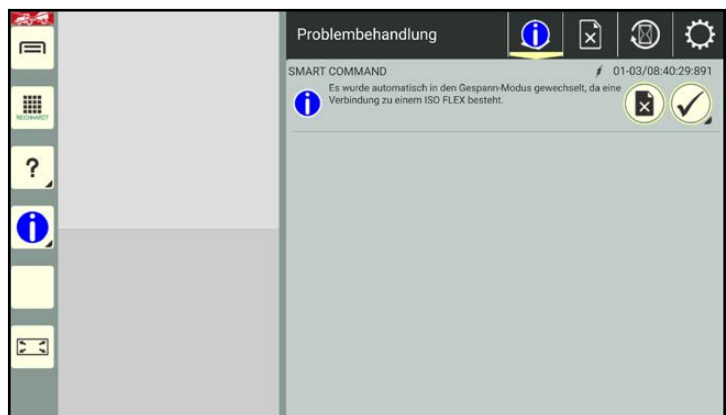 Problembehandlung
SMART COMMAND
01-03/08:40:29:891
Es wurde automatisch in den Gespann-Modus gewechselt, da eine
Verbindung zu einem ISO FLEX besteht.
REICHHARDT
?